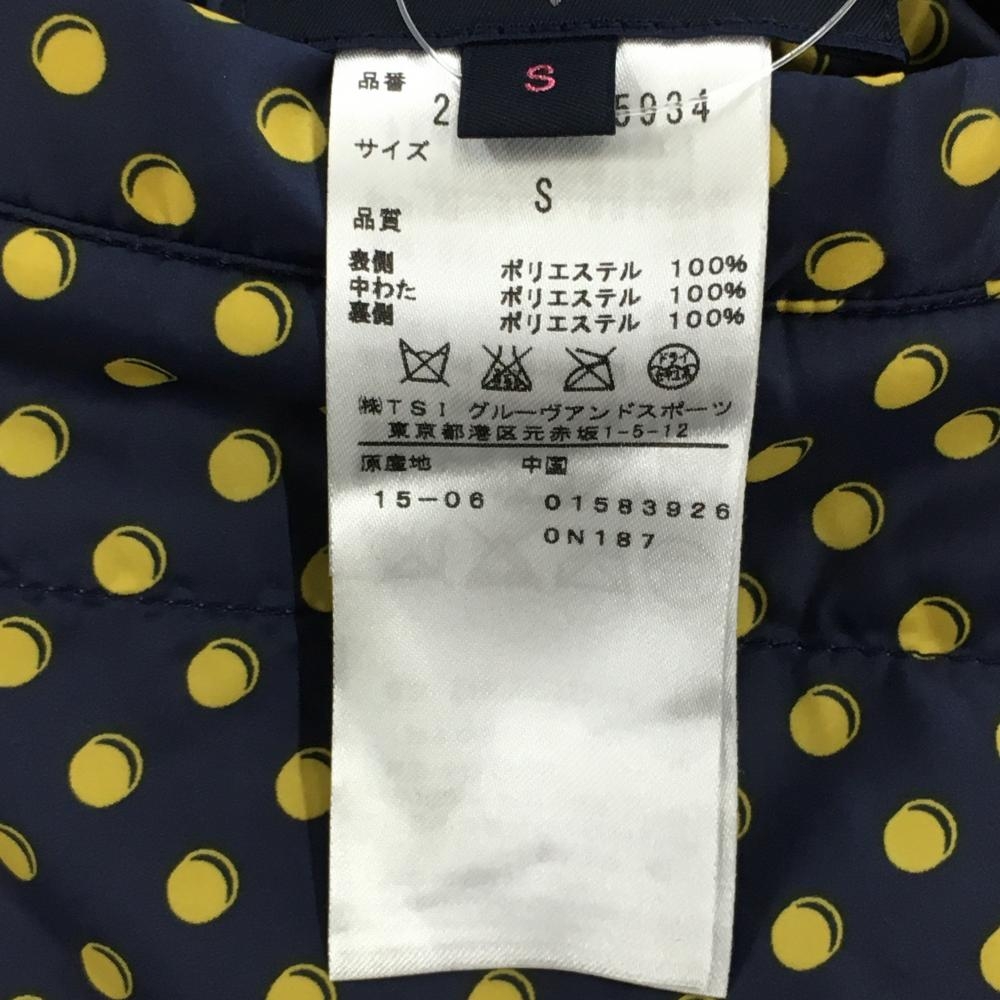 S
品番
2 5934
サイズ
S
品質
表側 ポリエステル 100%
中わた ポリエステル 100%
裏側 ポリエステル 100%
ドライ
㈱TSI グルーヴアンドスポーツ
東京都港区元赤坂1-5-12
原産地 中国
15-06 01583926
0N187